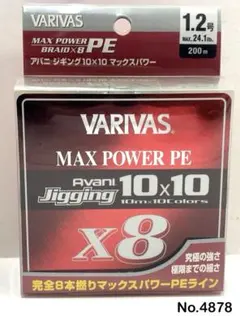 VARIVAS
MAX POWER
BRAID×8 PE
アバニ ジギング10×10 マックスパワー
1.2号
MAX 24.1lb.
200m
VARIVAS
MAX POWER PE
Avani
Jigging 10×10
10m×10Colors
X8
究極の強さ
極限までの細さ
完全8本撚りマックスパワーPEライン
No.4878